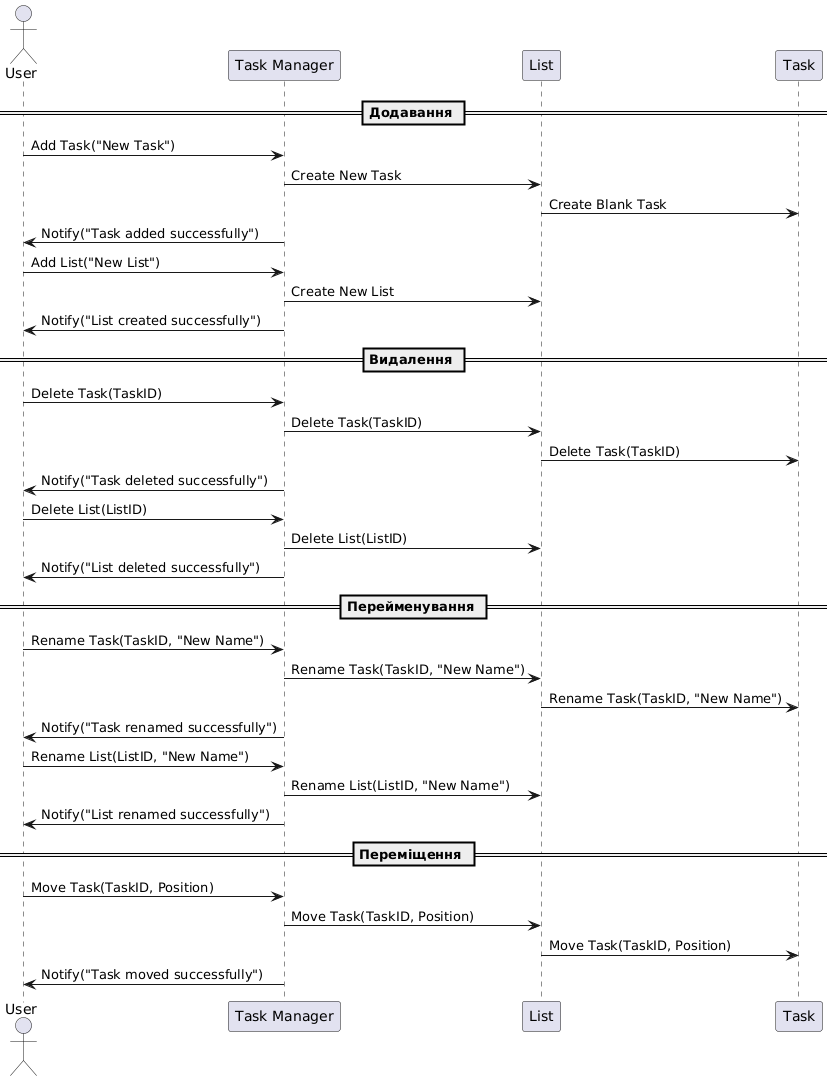 User
Task Manager
List
Task
Додавання
Add Task("New Task")
Create New Task
Create Blank Task
Notify("Task added successfully")
Add List("New List")
Create New List
Notify("List created successfully")
Видалення
Delete Task(TaskID)
Delete Task(TaskID)
Delete Task(TaskID)
Notify("Task deleted successfully")
Delete List(ListID)
Delete List(ListID)
Notify("List deleted successfully")
Перейменування
Rename Task(TaskID, "New Name")
Rename Task(TaskID, "New Name")
Rename Task(TaskID, "New Name")
Notify("Task renamed successfully")
Rename List(ListID, "New Name")
Rename List(ListID, "New Name")
Notify("List renamed successfully")
Переміщення
Move Task(TaskID, Position)
Move Task(TaskID, Position)
Move Task(TaskID, Position)
Notify("Task moved successfully")
User
Task Manager
List
Task